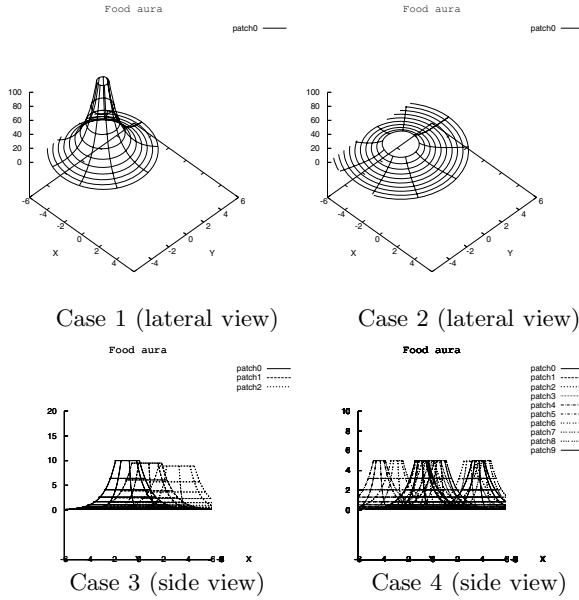 Food aura
patch0
100
80
60
40
20
0
-6
-4
-2
0
2
4
X
-4
-2
0
2
4
6
Y
Case 1 (lateral view)
Food aura
patch0
100
80
60
40
20
0
-6
-4
-2
0
2
4
X
-4
-2
0
2
4
6
Y
Case 2 (lateral view)
Food aura
patch0
patch1
patch2
20
15
10
5
0
X
Case 3 (side view)
Food aura
patch0
patch1
patch2
patch3
patch4
patch5
patch6
patch7
patch8
patch9
10
8
6
4
2
0
X
Case 4 (side view)